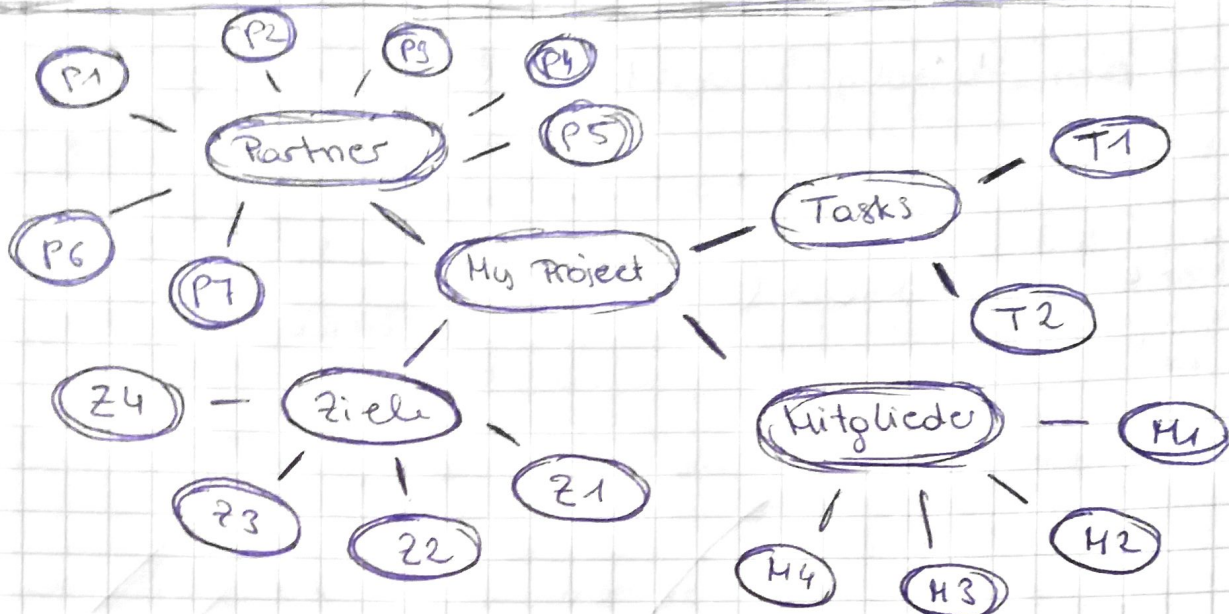 P1
P2
P3
P4
P5
Partner
P6
P7
My Project
Tasks
T1
T2
Ziele
Z4
Z3
Z2
Z1
Mitglieder
M1
M2
M3
M4